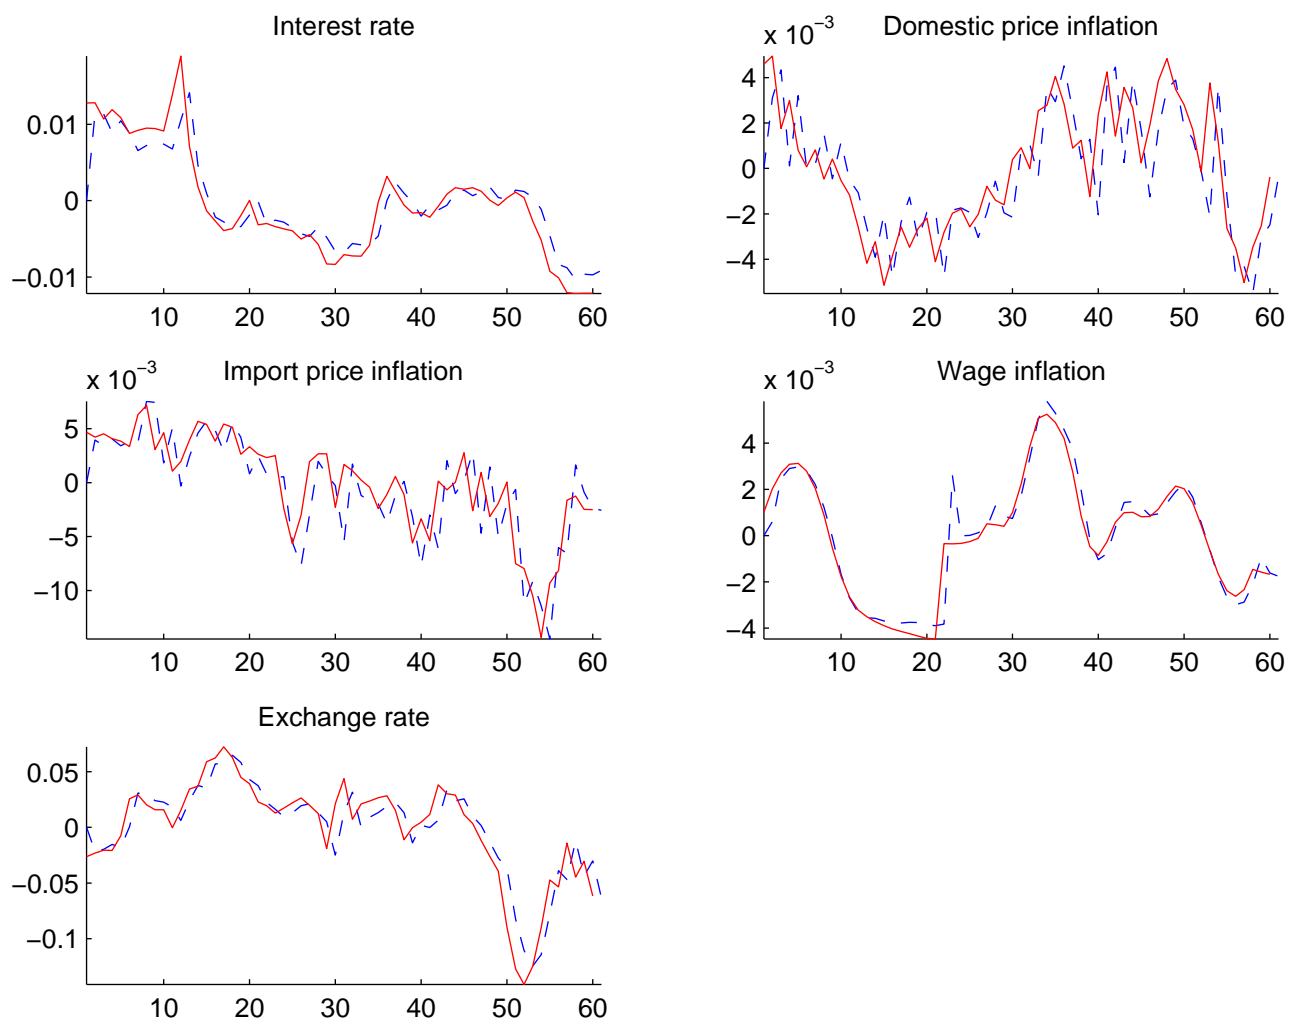 Interest rate
0.01
0
−0.01
10 20 30 40 50 60
x 10−3 Domestic price inflation
4
2
0
−2
−4
10 20 30 40 50 60
x 10−3 Import price inflation
5
0
−5
−10
10 20 30 40 50 60
x 10−3 Wage inflation
4
2
0
−2
−4
10 20 30 40 50 60
Exchange rate
0.05
0
−0.05
−0.1
10 20 30 40 50 60